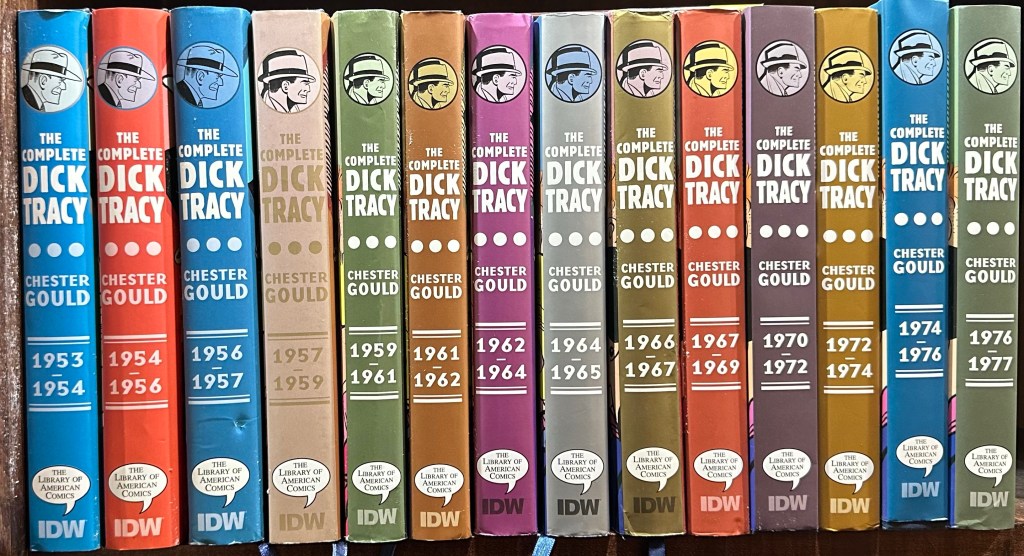 THE
COMPLETE
DICK
TRACY
CHESTER
GOULD
1953
–
1954
THE
LIBRARY OF
AMERICAN
COMICS
IDW
THE
COMPLETE
DICK
TRACY
CHESTER
GOULD
1954
–
1956
THE
LIBRARY OF
AMERICAN
COMICS
IDW
THE
COMPLETE
DICK
TRACY
CHESTER
GOULD
1956
–
1957
THE
LIBRARY OF
AMERICAN
COMICS
IDW
THE
COMPLETE
DICK
TRACY
CHESTER
GOULD
1957
–
1959
THE
LIBRARY OF
AMERICAN
COMICS
IDW
THE
COMPLETE
DICK
TRACY
CHESTER
GOULD
1959
–
1961
THE
LIBRARY OF
AMERICAN
COMICS
IDW
THE
COMPLETE
DICK
TRACY
CHESTER
GOULD
1961
–
1962
THE
LIBRARY OF
AMERICAN
COMICS
IDW
THE
COMPLETE
DICK
TRACY
CHESTER
GOULD
1962
–
1964
THE
LIBRARY OF
AMERICAN
COMICS
IDW
THE
COMPLETE
DICK
TRACY
CHESTER
GOULD
1964
–
1965
THE
LIBRARY OF
AMERICAN
COMICS
IDW
THE
COMPLETE
DICK
TRACY
CHESTER
GOULD
1966
–
1967
THE
LIBRARY OF
AMERICAN
COMICS
IDW
THE
COMPLETE
DICK
TRACY
CHESTER
GOULD
1967
–
1969
THE
LIBRARY OF
AMERICAN
COMICS
IDW
THE
COMPLETE
DICK
TRACY
CHESTER
GOULD
1970
–
1972
THE
LIBRARY OF
AMERICAN
COMICS
IDW
THE
COMPLETE
DICK
TRACY
CHESTER
GOULD
1972
–
1974
THE
LIBRARY OF
AMERICAN
COMICS
IDW
THE
COMPLETE
DICK
TRACY
CHESTER
GOULD
1974
–
1976
THE
LIBRARY OF
AMERICAN
COMICS
IDW
THE
COMPLETE
DICK
TRACY
CHESTER
GOULD
1976
–
1977
THE
LIBRARY OF
AMERICAN
COMICS
IDW